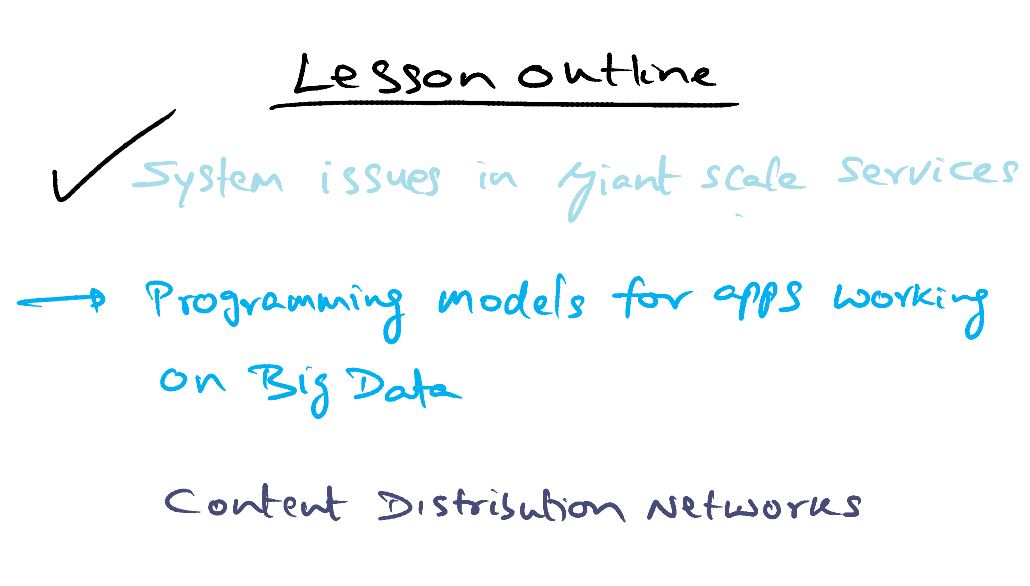 Lesson outline
System issues in giant scale services
Programming models for apps working
on Big Data
Content Distribution Networks